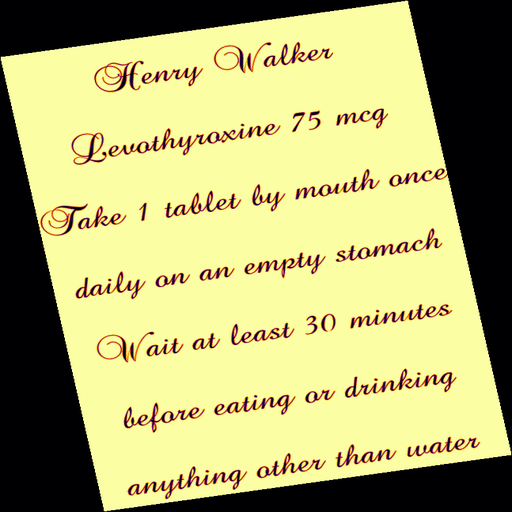 Henry Walker
Levothyroxine 75 mcg
Take 1 tablet by mouth once
daily on an empty stomach
Wait at least 30 minutes
before eating or drinking
anything other than water